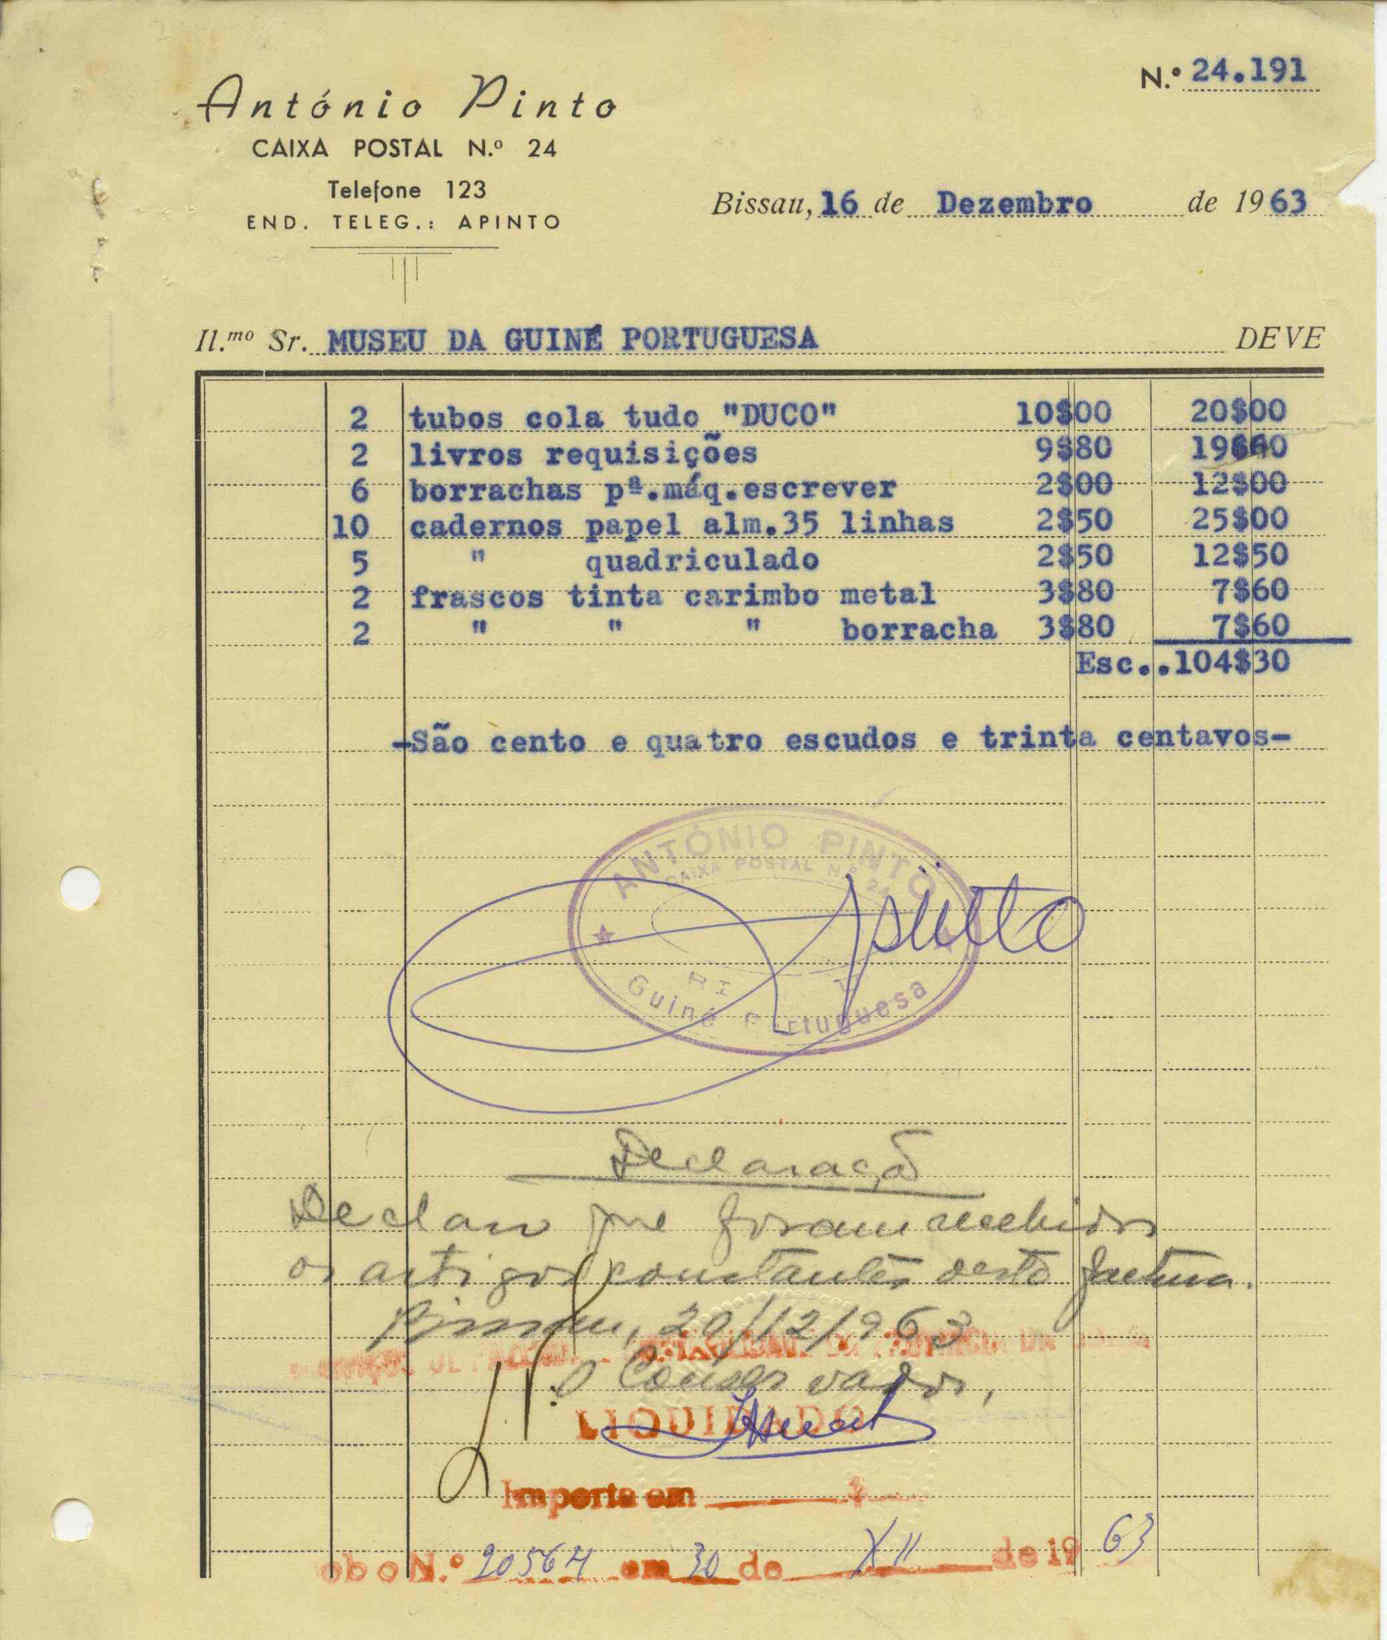 N.º 24.191
António Pinto
CAIXA POSTAL N.º 24
Telefone 123
END. TELEG.: APINTO
Bissau, 16 de Dezembro de 1963
Il.mo Sr. MUSEU DA GUINÉ PORTUGUESA DEVE
2 tubos cola tudo "DUCO" 10$00 20$00
2 livros requisições 9$80 19$60
6 borrachas pª.máq.escrever 2$00 12$00
10 cadernos papel alm.35 linhas 2$50 25$00
5 " quadriculado 2$50 12$50
2 frascos tinta carimbo metal 3$80 7$60
2 " " " borracha 3$80 7$60
Esc..104$30
-São cento e quatro escudos e trinta centavos-
ANTÓNIO PINTO
CAIXA POSTAL N.º 24
Guiné Portuguesa
Declaração
Declaro que foram recebidos
os artigos constantes desta factura.
Bissau, 20/12/963
O Conservador,
LIQUIDADO
Importa em $
ob o N.º 20564 em 30 de XII de 1963